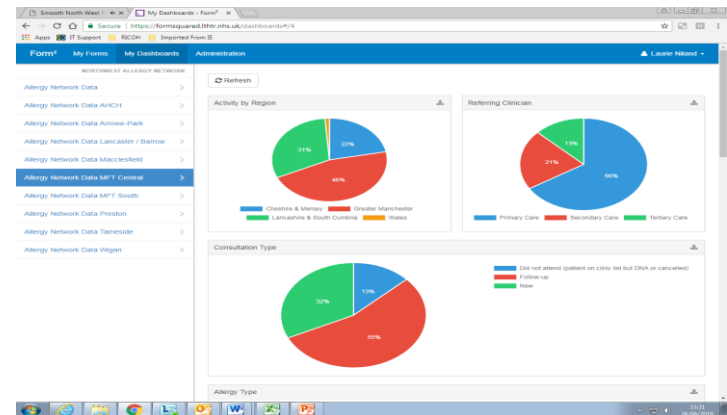 Smooth North West
My Dashboards - Form²
Secure | https://formsquared.lthtr.nhs.uk/dashboards#/4
Apps IT Support RICOH Imported From IE
Form² My Forms My Dashboards Administration Laurie Niland
NORTHWEST ALLERGY NETWORK
Allergy Network Data
Allergy Network Data AHCH
Allergy Network Data Arrowe-Park
Allergy Network Data Lancaster / Barrow
Allergy Network Data Macclesfield
Allergy Network Data MFT Central
Allergy Network Data MFT South
Allergy Network Data Preston
Allergy Network Data Tameside
Allergy Network Data Wigan
Refresh
Activity by Region
31%
22%
46%
Cheshire & Mersey Greater Manchester
Lancashire & South Cumbria Wales
Referring Clinician
13%
21%
66%
Primary Care Secondary Care Tertiary Care
Consultation Type
13%
32%
55%
Did not attend (patient on clinic list but DNA or cancelled)
Follow-up
New
Allergy Type
15:31